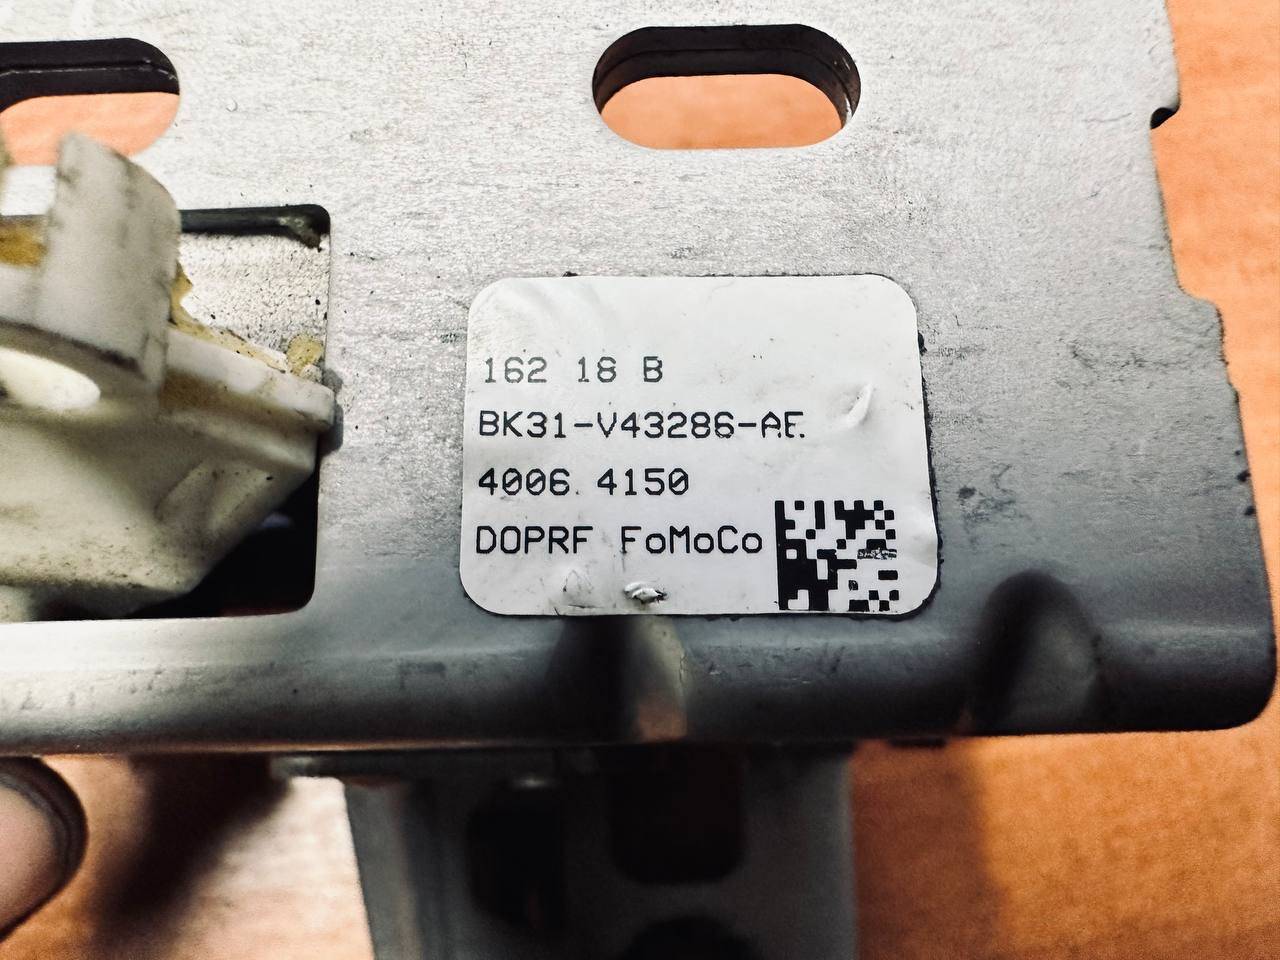 162 18 B
BK31-V43286-AE
4006 4150
DOPRF FoMoCo